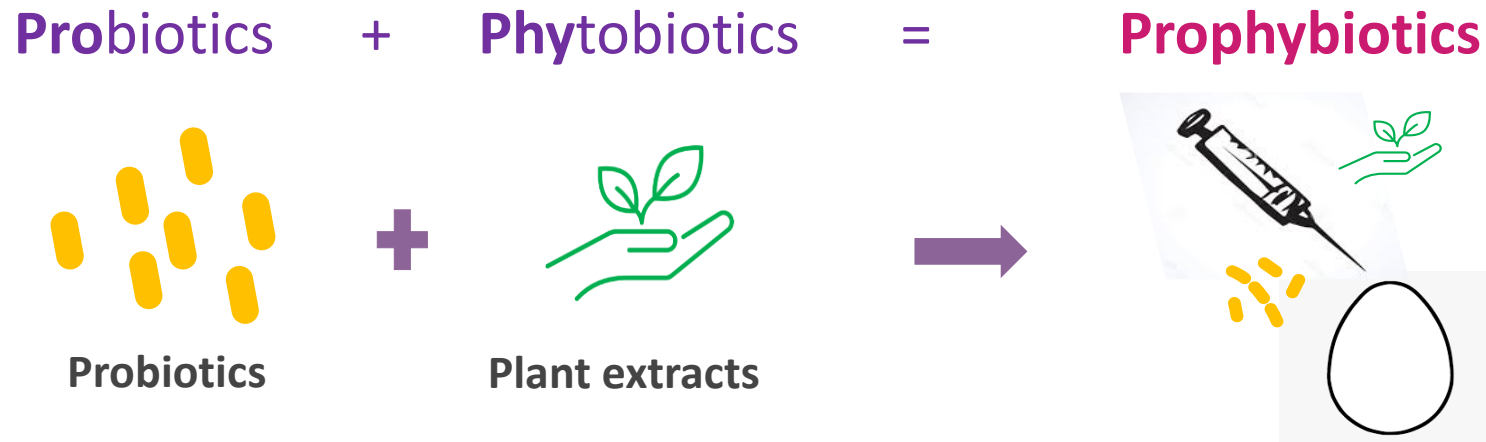 Probiotics + Phytobiotics = Prophybiotics
Probiotics
Plant extracts